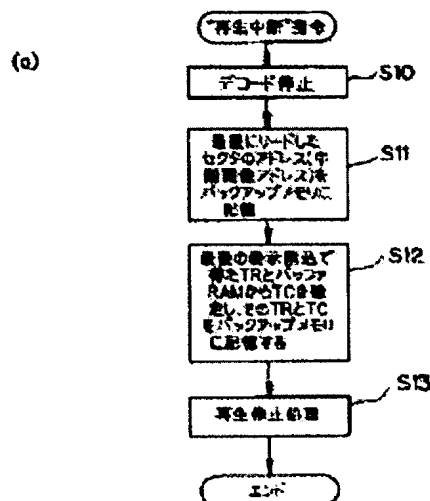 (a)
"再生中断"指令
デコード停止
S10
最後にリードした
セクタのアドレス(中
断画像アドレス)を
バックアップメモリに
記憶
S11
最後の表示割込で
得たTRとバッファ
RAMからTCを確
定し、そのTRとTC
をバックアップメモリ
に記憶する
S12
再生停止処理
S13
エンド